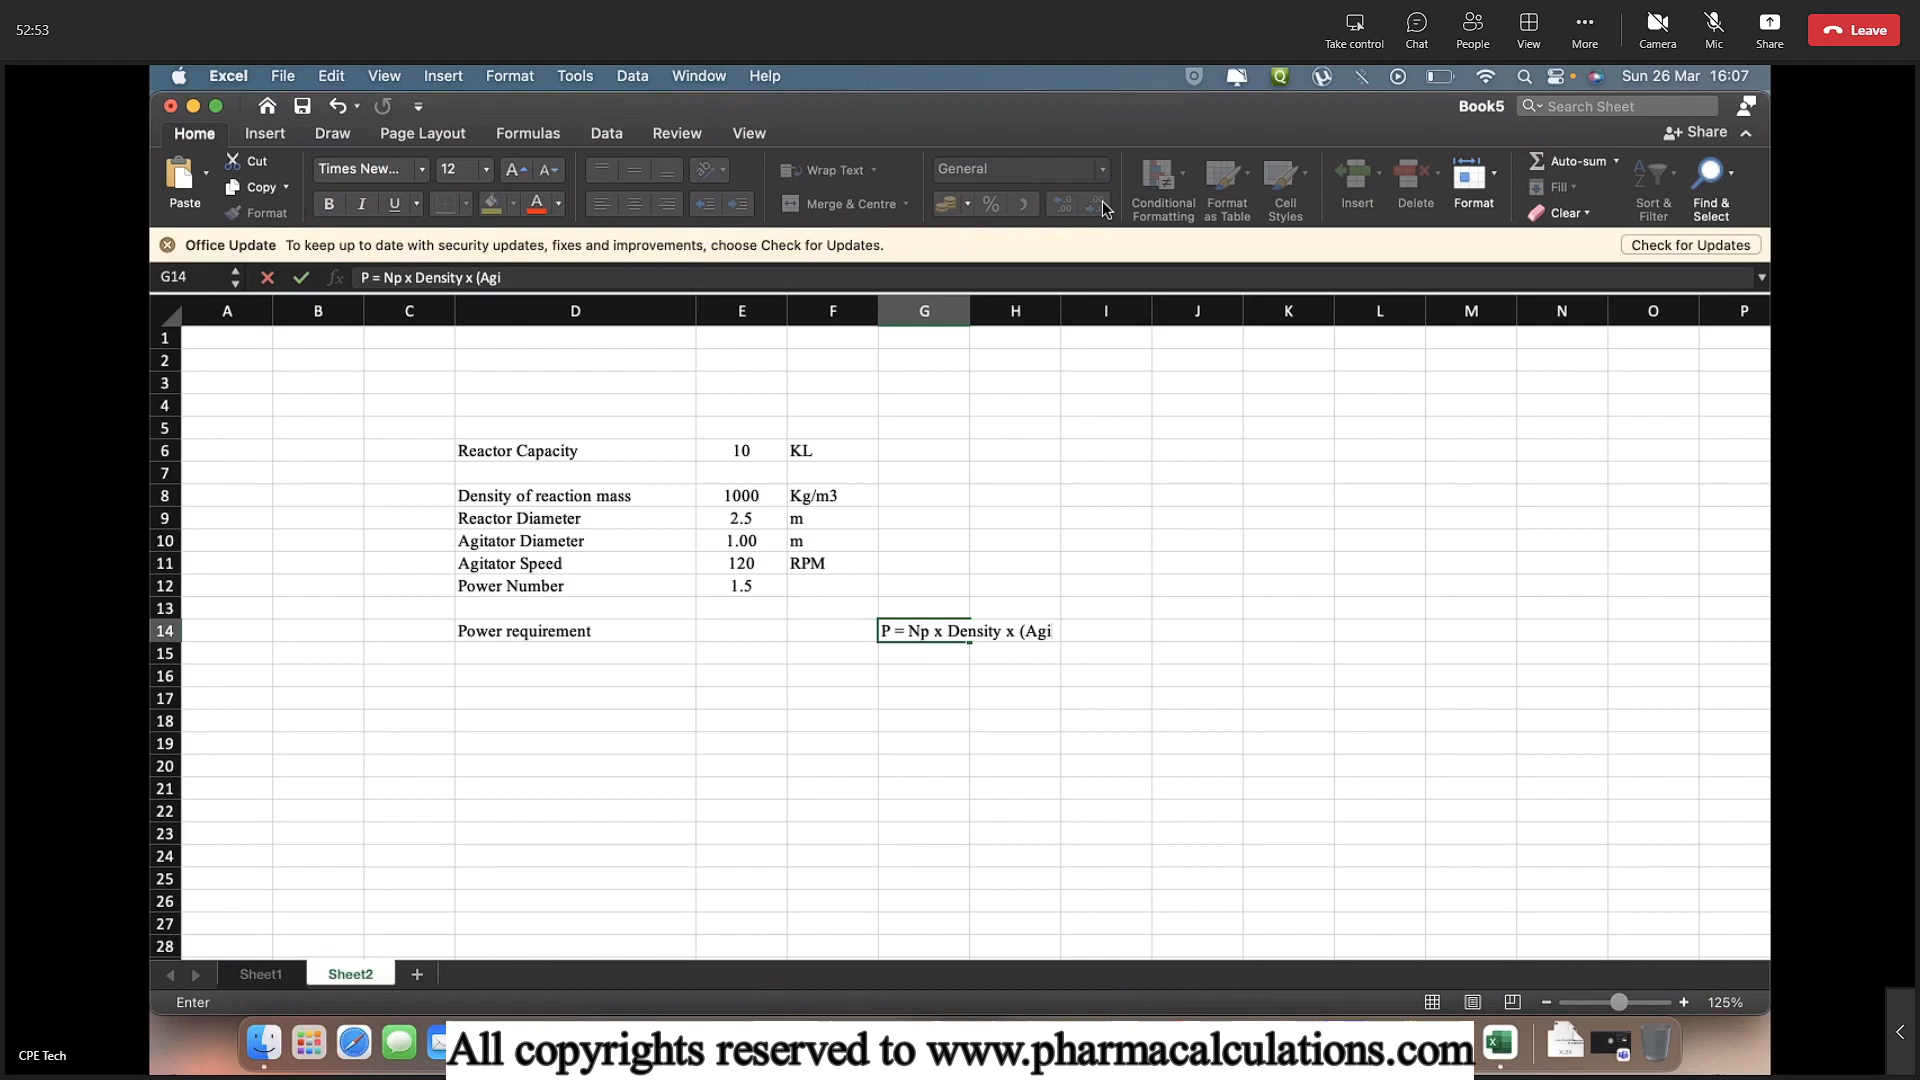 52:53
Take control
Chat
People
View
More
Camera
Mic
Share
Leave
Excel File Edit View Insert Format Tools Data Window Help
Sun 26 Mar 16:07
Book5
Search Sheet
Home Insert Draw Page Layout Formulas Data Review View
Share
Paste
Cut
Copy
Format
Times New...
12
B I U
Wrap Text
Merge & Centre
General
Conditional Formatting
Format as Table
Cell Styles
Insert
Delete
Format
Auto-sum
Fill
Clear
Sort & Filter
Find & Select
Office Update To keep up to date with security updates, fixes and improvements, choose Check for Updates.
Check for Updates
G14 fx P = Np x Density x (Agi
A B C D E F G H I J K L M N O P
1
2
3
4
5
6 Reactor Capacity 10 KL
7
8 Density of reaction mass 1000 Kg/m3
9 Reactor Diameter 2.5 m
10 Agitator Diameter 1.00 m
11 Agitator Speed 120 RPM
12 Power Number 1.5
13
14 Power requirement P = Np x Density x (Agi
15
16
17
18
19
20
21
22
23
24
25
26
27
28
Sheet1 Sheet2
Enter
125%
CPE Tech
All copyrights reserved to www.pharmacalculations.com